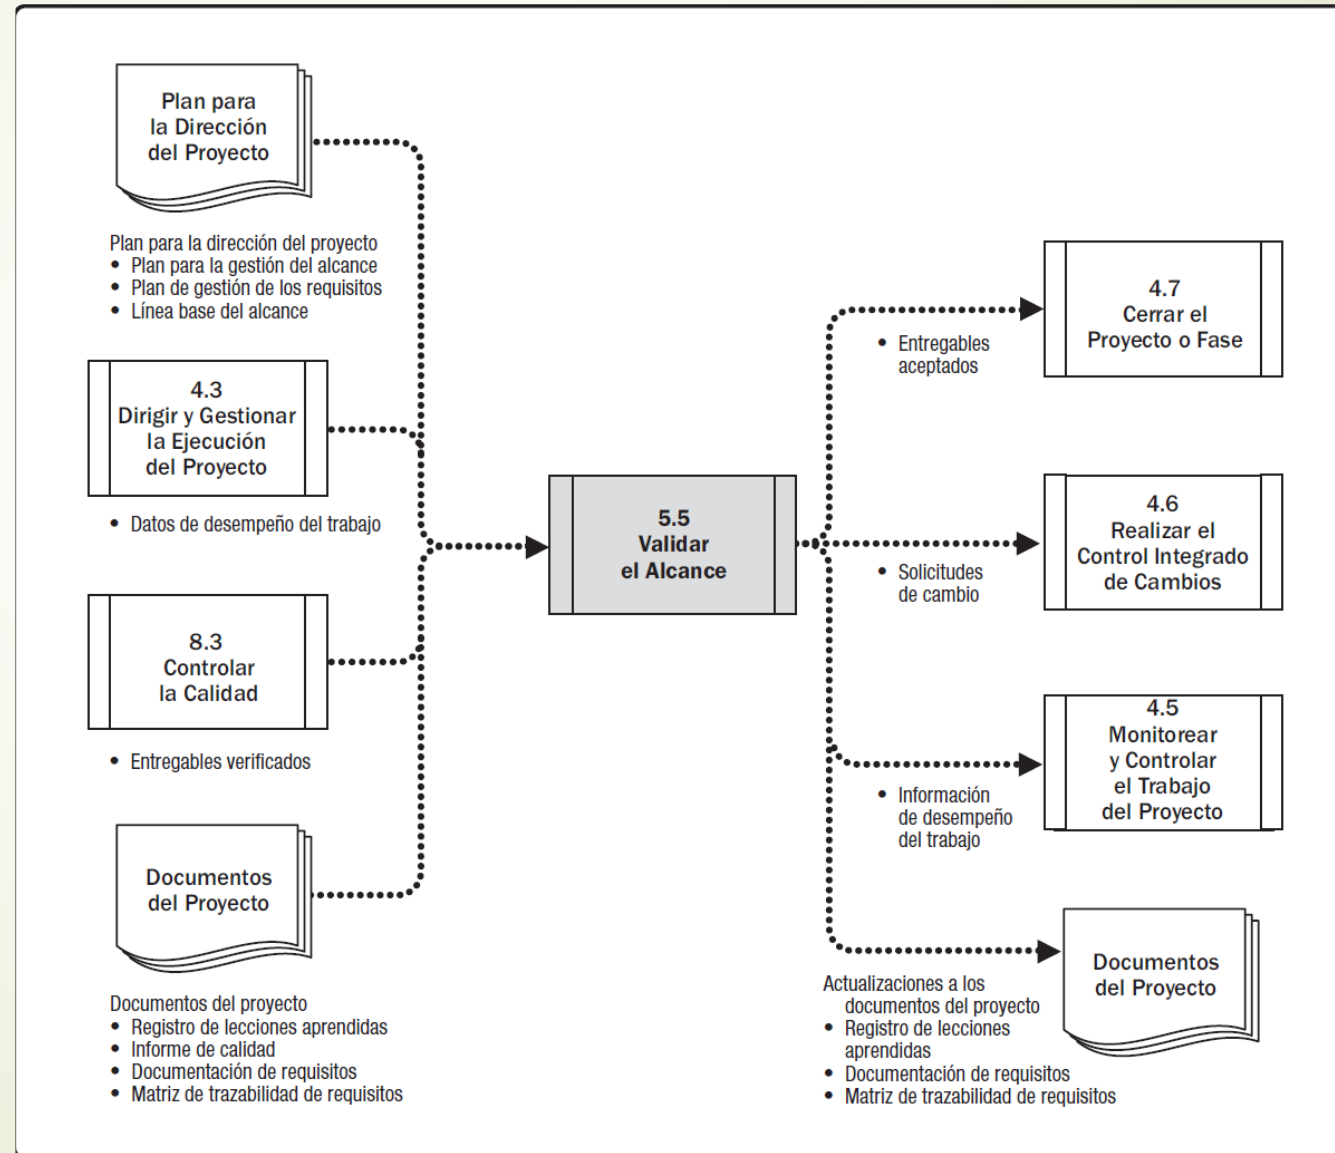 Plan para
la Dirección
del Proyecto
Plan para la dirección del proyecto
• Plan para la gestión del alcance
• Plan de gestión de los requisitos
• Línea base del alcance
4.3
Dirigir y Gestionar
la Ejecución
del Proyecto
• Datos de desempeño del trabajo
8.3
Controlar
la Calidad
• Entregables verificados
Documentos
del Proyecto
Documentos del proyecto
• Registro de lecciones aprendidas
• Informe de calidad
• Documentación de requisitos
• Matriz de trazabilidad de requisitos
5.5
Validar
el Alcance
4.7
Cerrar el
Proyecto o Fase
• Entregables
aceptados
4.6
Realizar el
Control Integrado
de Cambios
• Solicitudes
de cambio
4.5
Monitorear
y Controlar
el Trabajo
del Proyecto
• Información
de desempeño
del trabajo
Documentos
del Proyecto
Actualizaciones a los
documentos del proyecto
• Registro de lecciones
aprendidas
• Documentación de requisitos
• Matriz de trazabilidad de requisitos